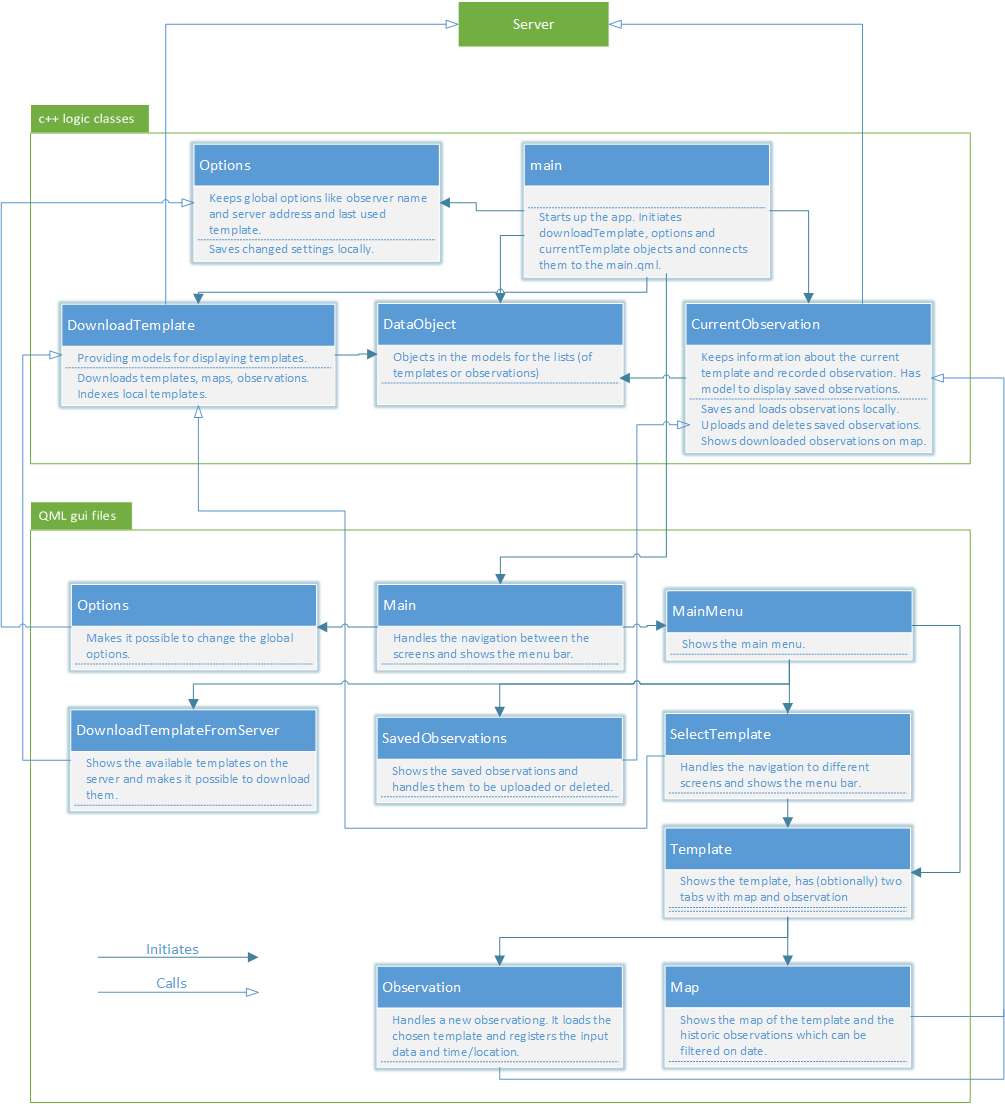 Server
c++ logic classes
Options
Keeps global options like observer name
and server address and last used
template.
Saves changed settings locally.
main
Starts up the app. Initiates
downloadTemplate, options and
currentTemplate objects and connects
them to the main.qml.
DownloadTemplate
Providing models for displaying templates.
Downloads templates, maps, observations.
Indexes local templates.
DataObject
Objects in the models for the lists (of
templates or observations)
CurrentObservation
Keeps information about the current
template and recorded observation. Has
model to display saved observations.
Saves and loads observations locally.
Uploads and deletes saved observations.
Shows downloaded observations on map.
QML gui files
Options
Makes it possible to change the global
options.
Main
Handles the navigation between the
screens and shows the menu bar.
MainMenu
Shows the main menu.
DownloadTemplateFromServer
Shows the available templates on the
server and makes it possible to download
them.
SavedObservations
Shows the saved observations and
handles them to be uploaded or deleted.
SelectTemplate
Handles the navigation to different
screens and shows the menu bar.
Template
Shows the template, has (obtionally) two
tabs with map and observation
Initiates
Calls
Observation
Handles a new observationg. It loads the
chosen template and registers the input
data and time/location.
Map
Shows the map of the template and the
historic observations which can be
filtered on date.